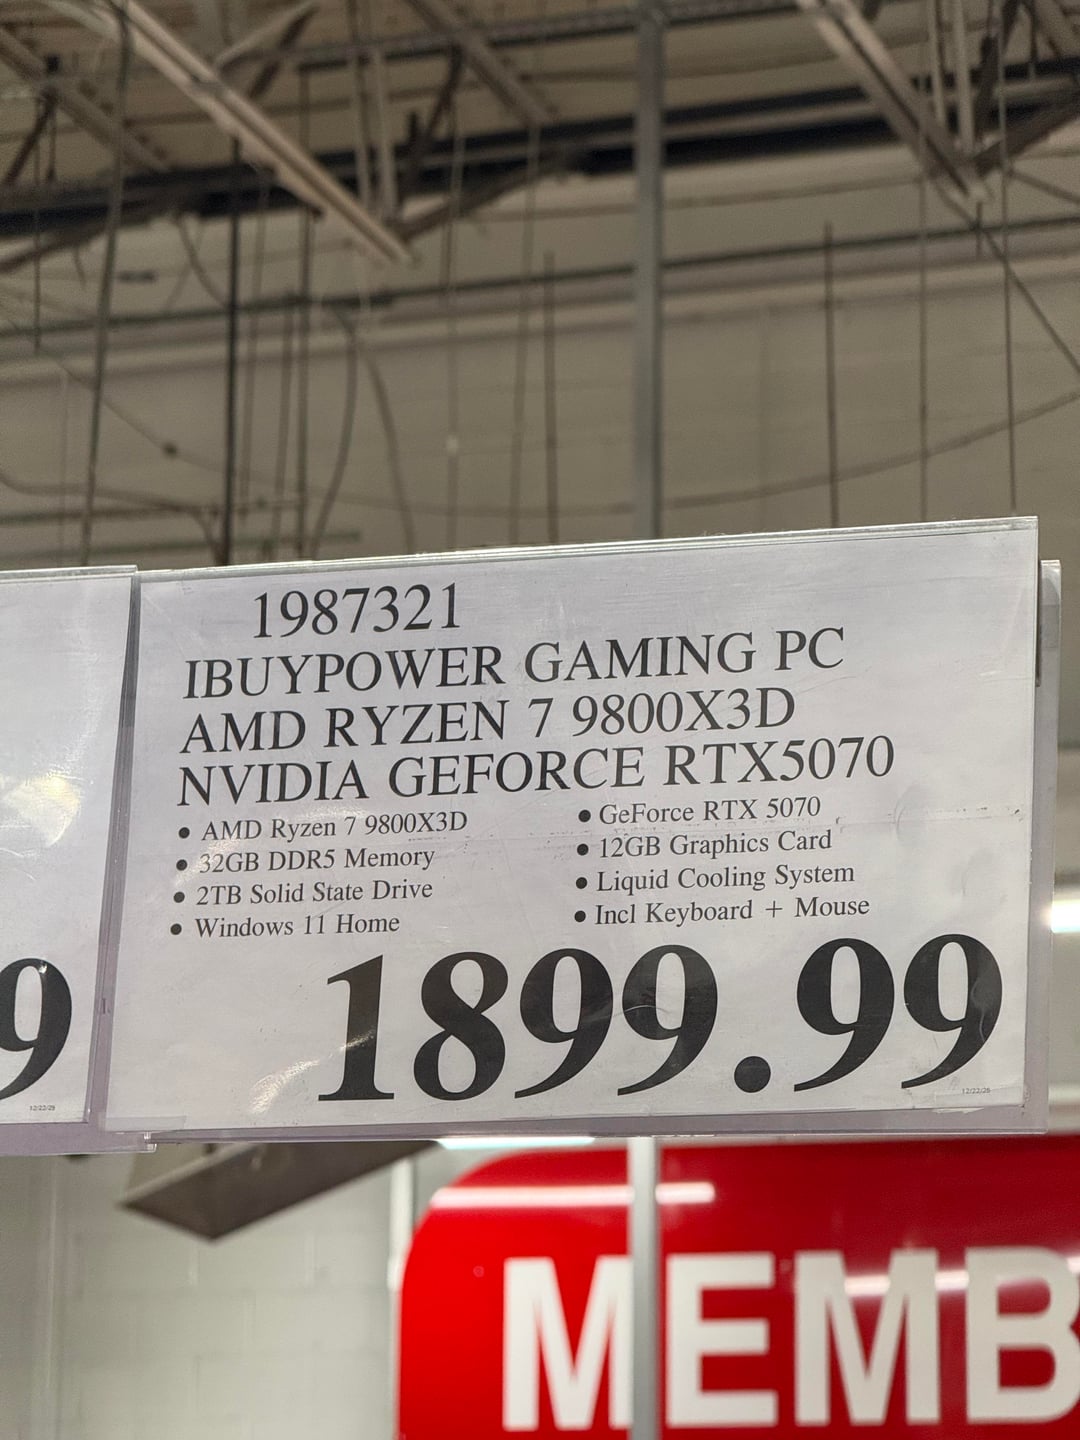 1987321
IBUYPOWER GAMING PC
AMD RYZEN 7 9800X3D
NVIDIA GEFORCE RTX5070
• AMD Ryzen 7 9800X3D
• 32GB DDR5 Memory
• 2TB Solid State Drive
• Windows 11 Home
• GeForce RTX 5070
• 12GB Graphics Card
• Liquid Cooling System
• Incl Keyboard + Mouse
1899.99
9
MEMB